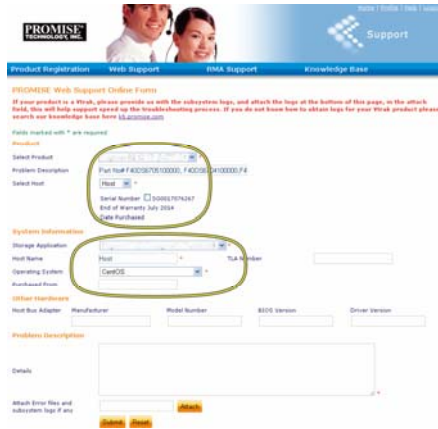 Home | Profile | Help |
PROMISE
TECHNOLOGY, INC.
Support
Product Registration Web Support RMA Support Knowledge Base
PROMISE Web Support Online Form
If your product is a Vtrak, please provide us with the subsystem logs, and attach the logs at the bottom of this page, in the attach
field, this will help support speed up the troubleshooting process. If you do not know how to obtain logs for your Vtrak product please
search our knowledge base here kb.promise.com
Fields marked with * are required
Product
Select Product *
Problem Description Part No#
Select Host Host *
Serial Number
End of Warranty July 2014
Date Purchased
System Information
Storage Application *
Host Name Host * TLA Number
Operating System CentOS *
Purchased From
Other Hardware
Host Bus Adapter Manufacturer Model Number BIOS Version Driver Version
Problem Description
Details
*
Attach Error files and Attach
subsystem logs if any
Submit Reset